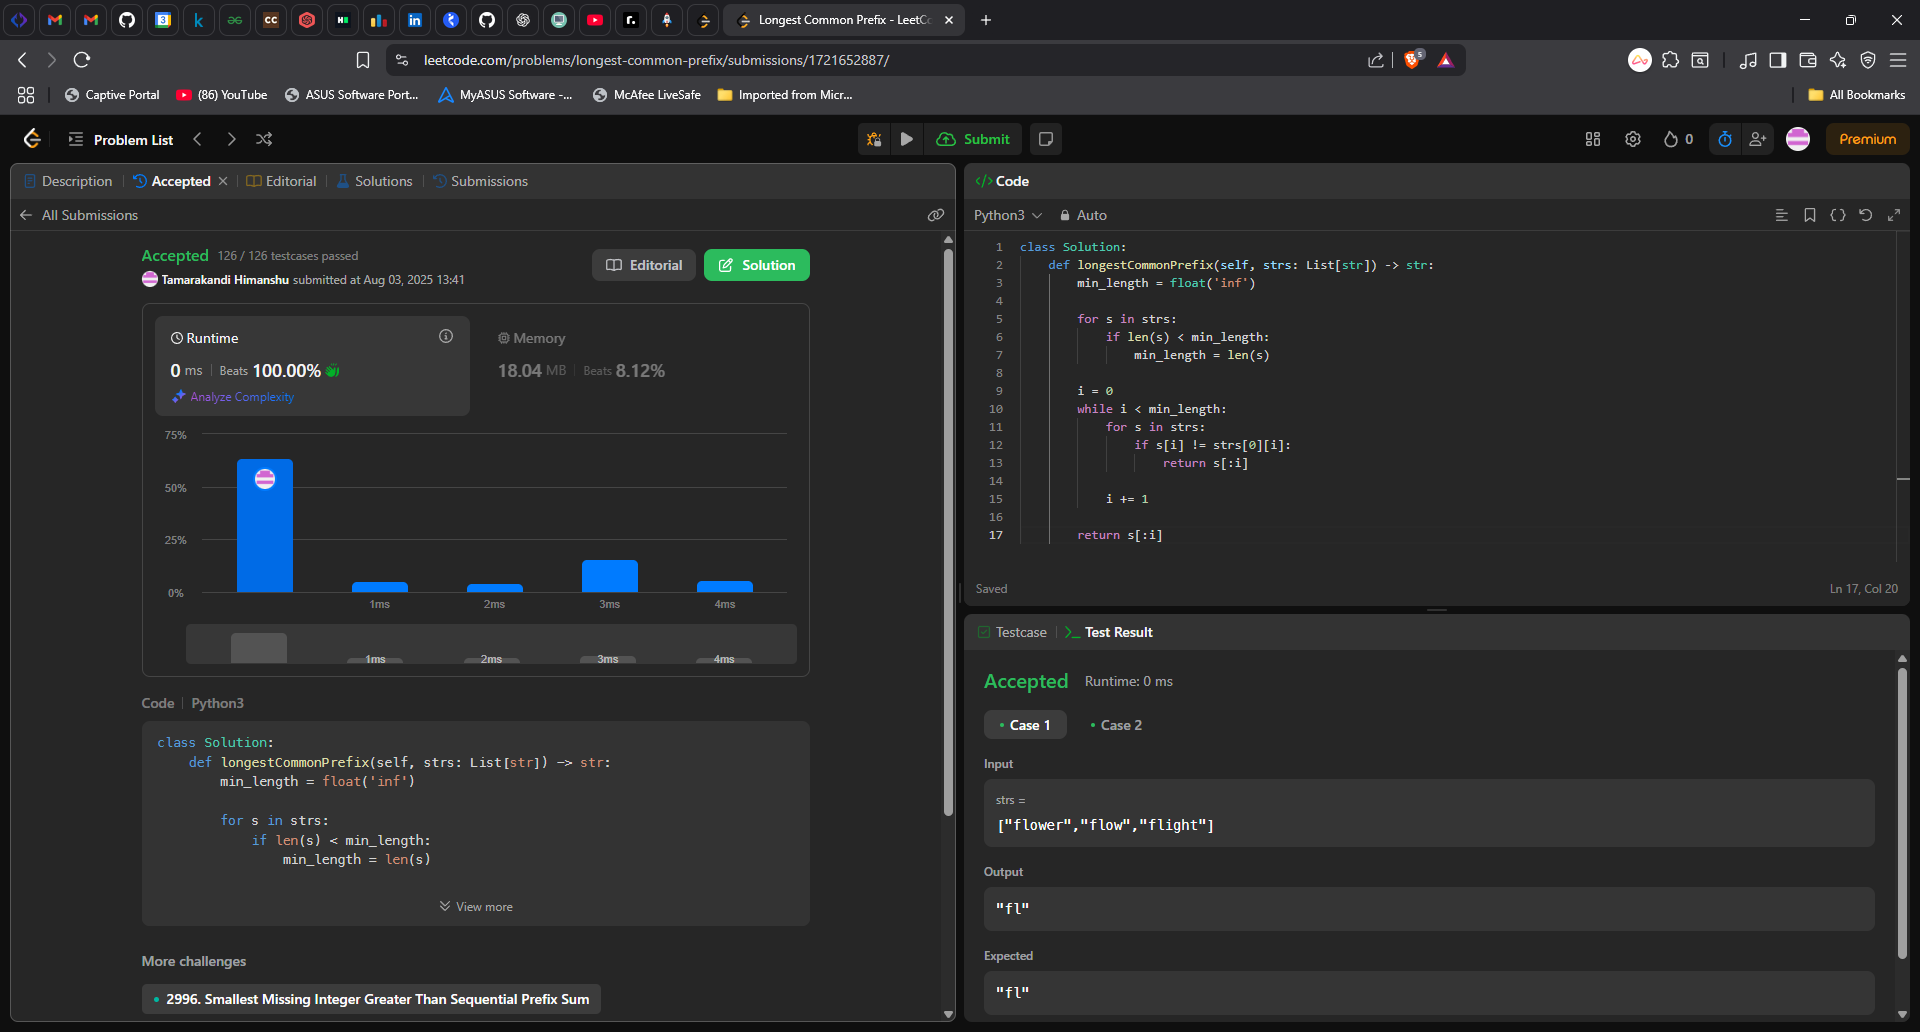 Longest Common Prefix - LeetCo
leetcode.com/problems/longest-common-prefix/submissions/1721652887/
5
Captive Portal
(86) YouTube
ASUS Software Port...
MyASUS Software -...
McAfee LiveSafe
Imported from Micr...
All Bookmarks
Problem List
Submit
0
Premium
Description
Accepted
Editorial
Solutions
Submissions
All Submissions
Accepted 126 / 126 testcases passed
Tamarakandi Himanshu submitted at Aug 03, 2025 13:41
Editorial
Solution
Runtime
0 ms Beats 100.00%
Analyze Complexity
Memory
18.04 MB Beats 8.12%
75%
50%
25%
0%
1ms 2ms 3ms 4ms
1ms 2ms 3ms 4ms
Code Python3
class Solution:
def longestCommonPrefix(self, strs: List[str]) -> str:
min_length = float('inf')
for s in strs:
if len(s) < min_length:
min_length = len(s)
View more
More challenges
2996. Smallest Missing Integer Greater Than Sequential Prefix Sum
</> Code
Python3 Auto
1 class Solution:
2 def longestCommonPrefix(self, strs: List[str]) -> str:
3 min_length = float('inf')
4
5 for s in strs:
6 if len(s) < min_length:
7 min_length = len(s)
8
9 i = 0
10 while i < min_length:
11 for s in strs:
12 if s[i] != strs[0][i]:
13 return s[:i]
14
15 i += 1
16
17 return s[:i]
Saved
Ln 17, Col 20
Testcase
Test Result
Accepted Runtime: 0 ms
Case 1
Case 2
Input
strs =
["flower","flow","flight"]
Output
"fl"
Expected
"fl"